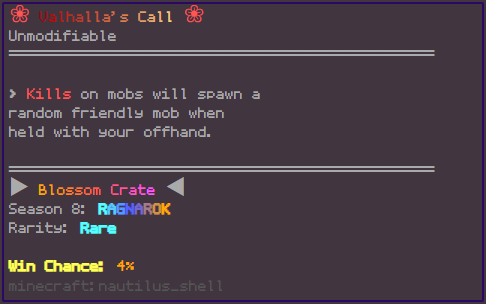 ❀ Valhalla's Call ❀
Unmodifiable
> Kills on mobs will spawn a
random friendly mob when
held with your offhand.
▶ Blossom Crate ◀
Season 8: RAGNAROK
Rarity: Rare
Win Chance: 4%
minecraft:nautilus_shell